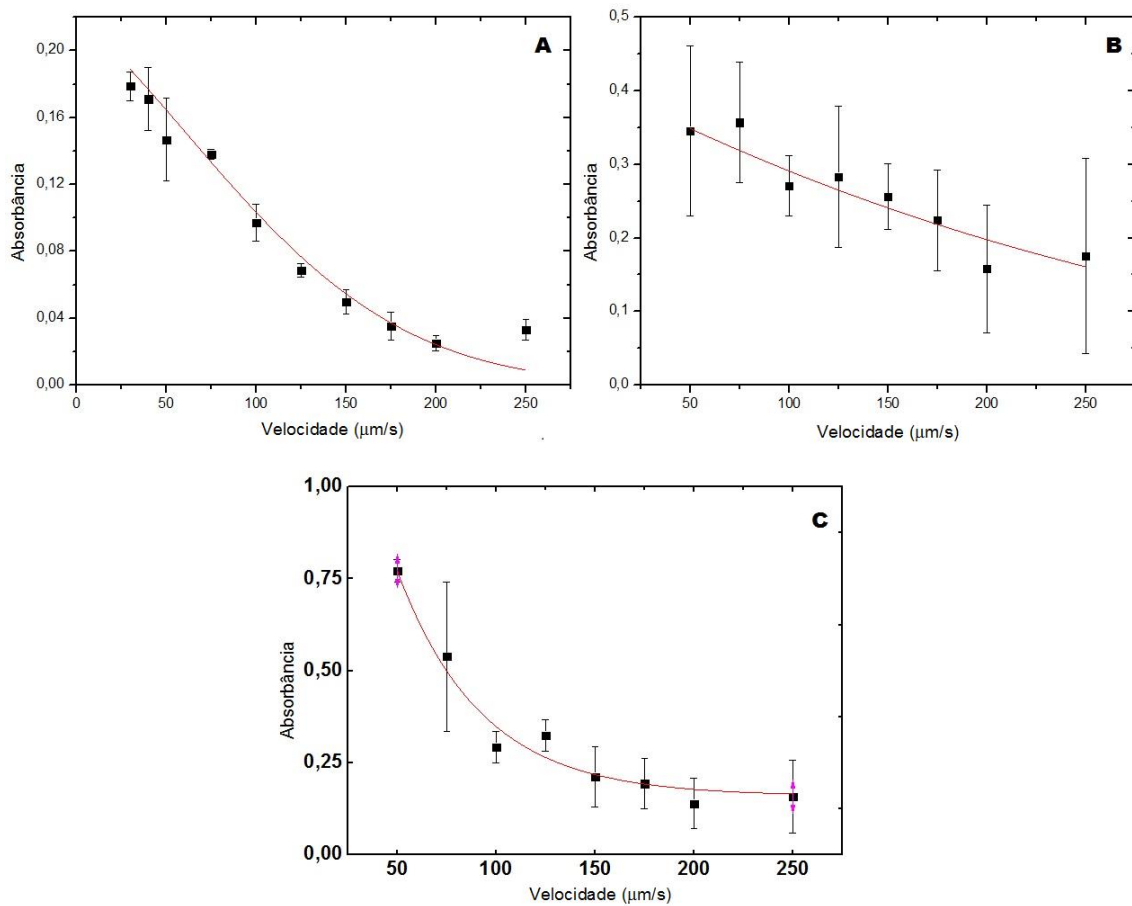 A
0,20
0,16
0,12
0,08
0,04
0,00
Absorbância
0 50 100 150 200 250
Velocidade (μm/s)
B
0,5
0,4
0,3
0,2
0,1
0,0
Absorbância
50 100 150 200 250
Velocidade (μm/s)
C
1,00
0,75
0,50
0,25
0,00
Absorbância
50 100 150 200 250
Velocidade (μm/s)